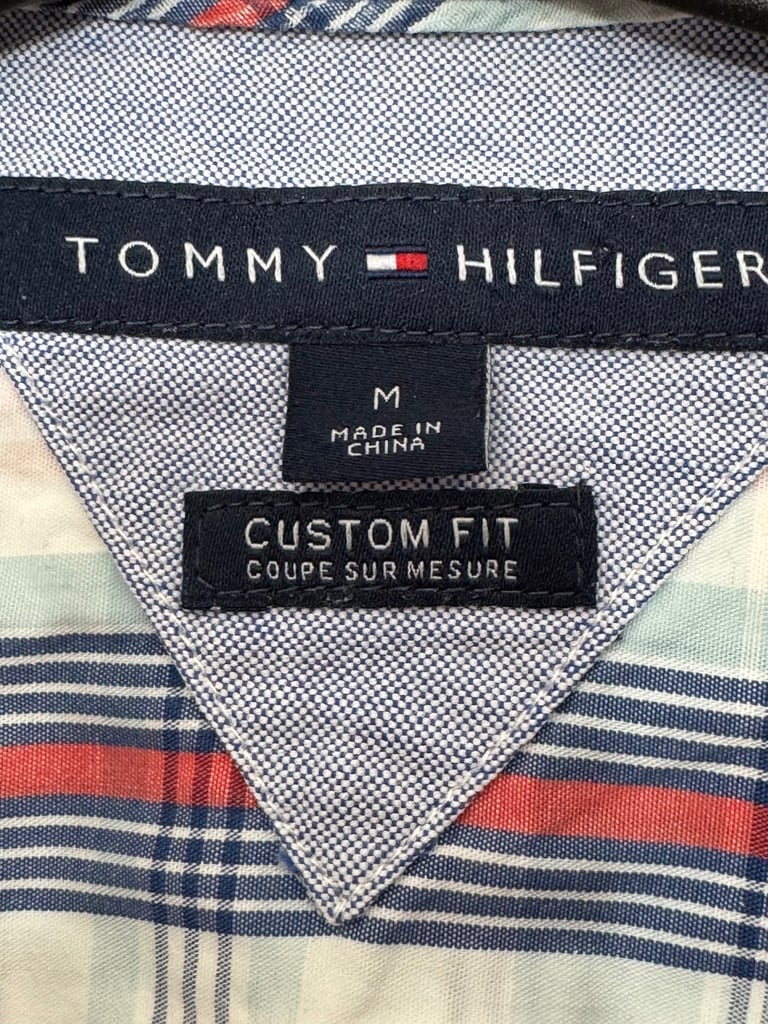 TOMMY HILFIGER
M
MADE IN
CHINA
CUSTOM FIT
COUPE SUR MESURE